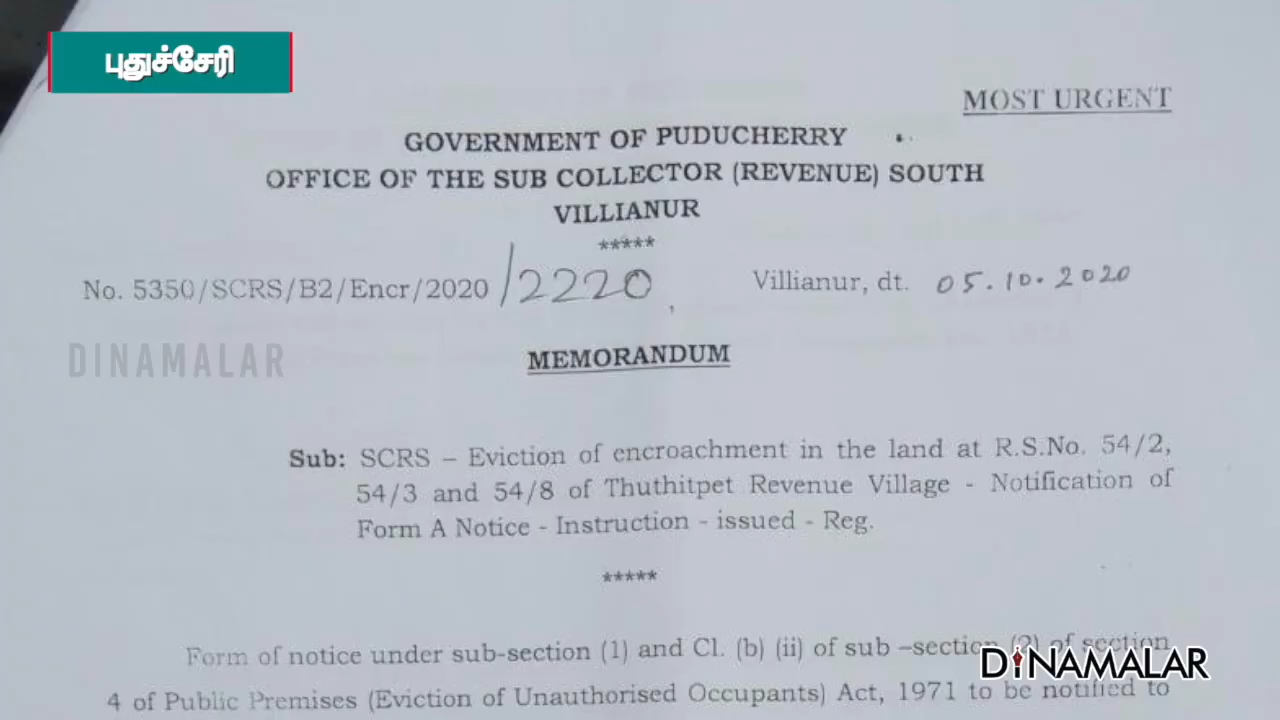 புதுச்சேரி
MOST URGENT
GOVERNMENT OF PUDUCHERRY
OFFICE OF THE SUB COLLECTOR (REVENUE) SOUTH
VILLIANUR
*****
No. 5350/SCRS/B2/Encr/2020 /2220 Villianur, dt. 05.10.2020
DINAMALAR
MEMORANDUM
Sub: SCRS – Eviction of encroachment in the land at R.S.No. 54/2,
54/3 and 54/8 of Thuthitpet Revenue Village - Notification of
Form A Notice - Instruction - issued - Reg.
*****
Form of notice under sub-section (1) and Cl. (b) (ii) of sub –section (2) of section
DINAMALAR
4 of Public Premises (Eviction of Unauthorised Occupants) Act, 1971 to be notified to